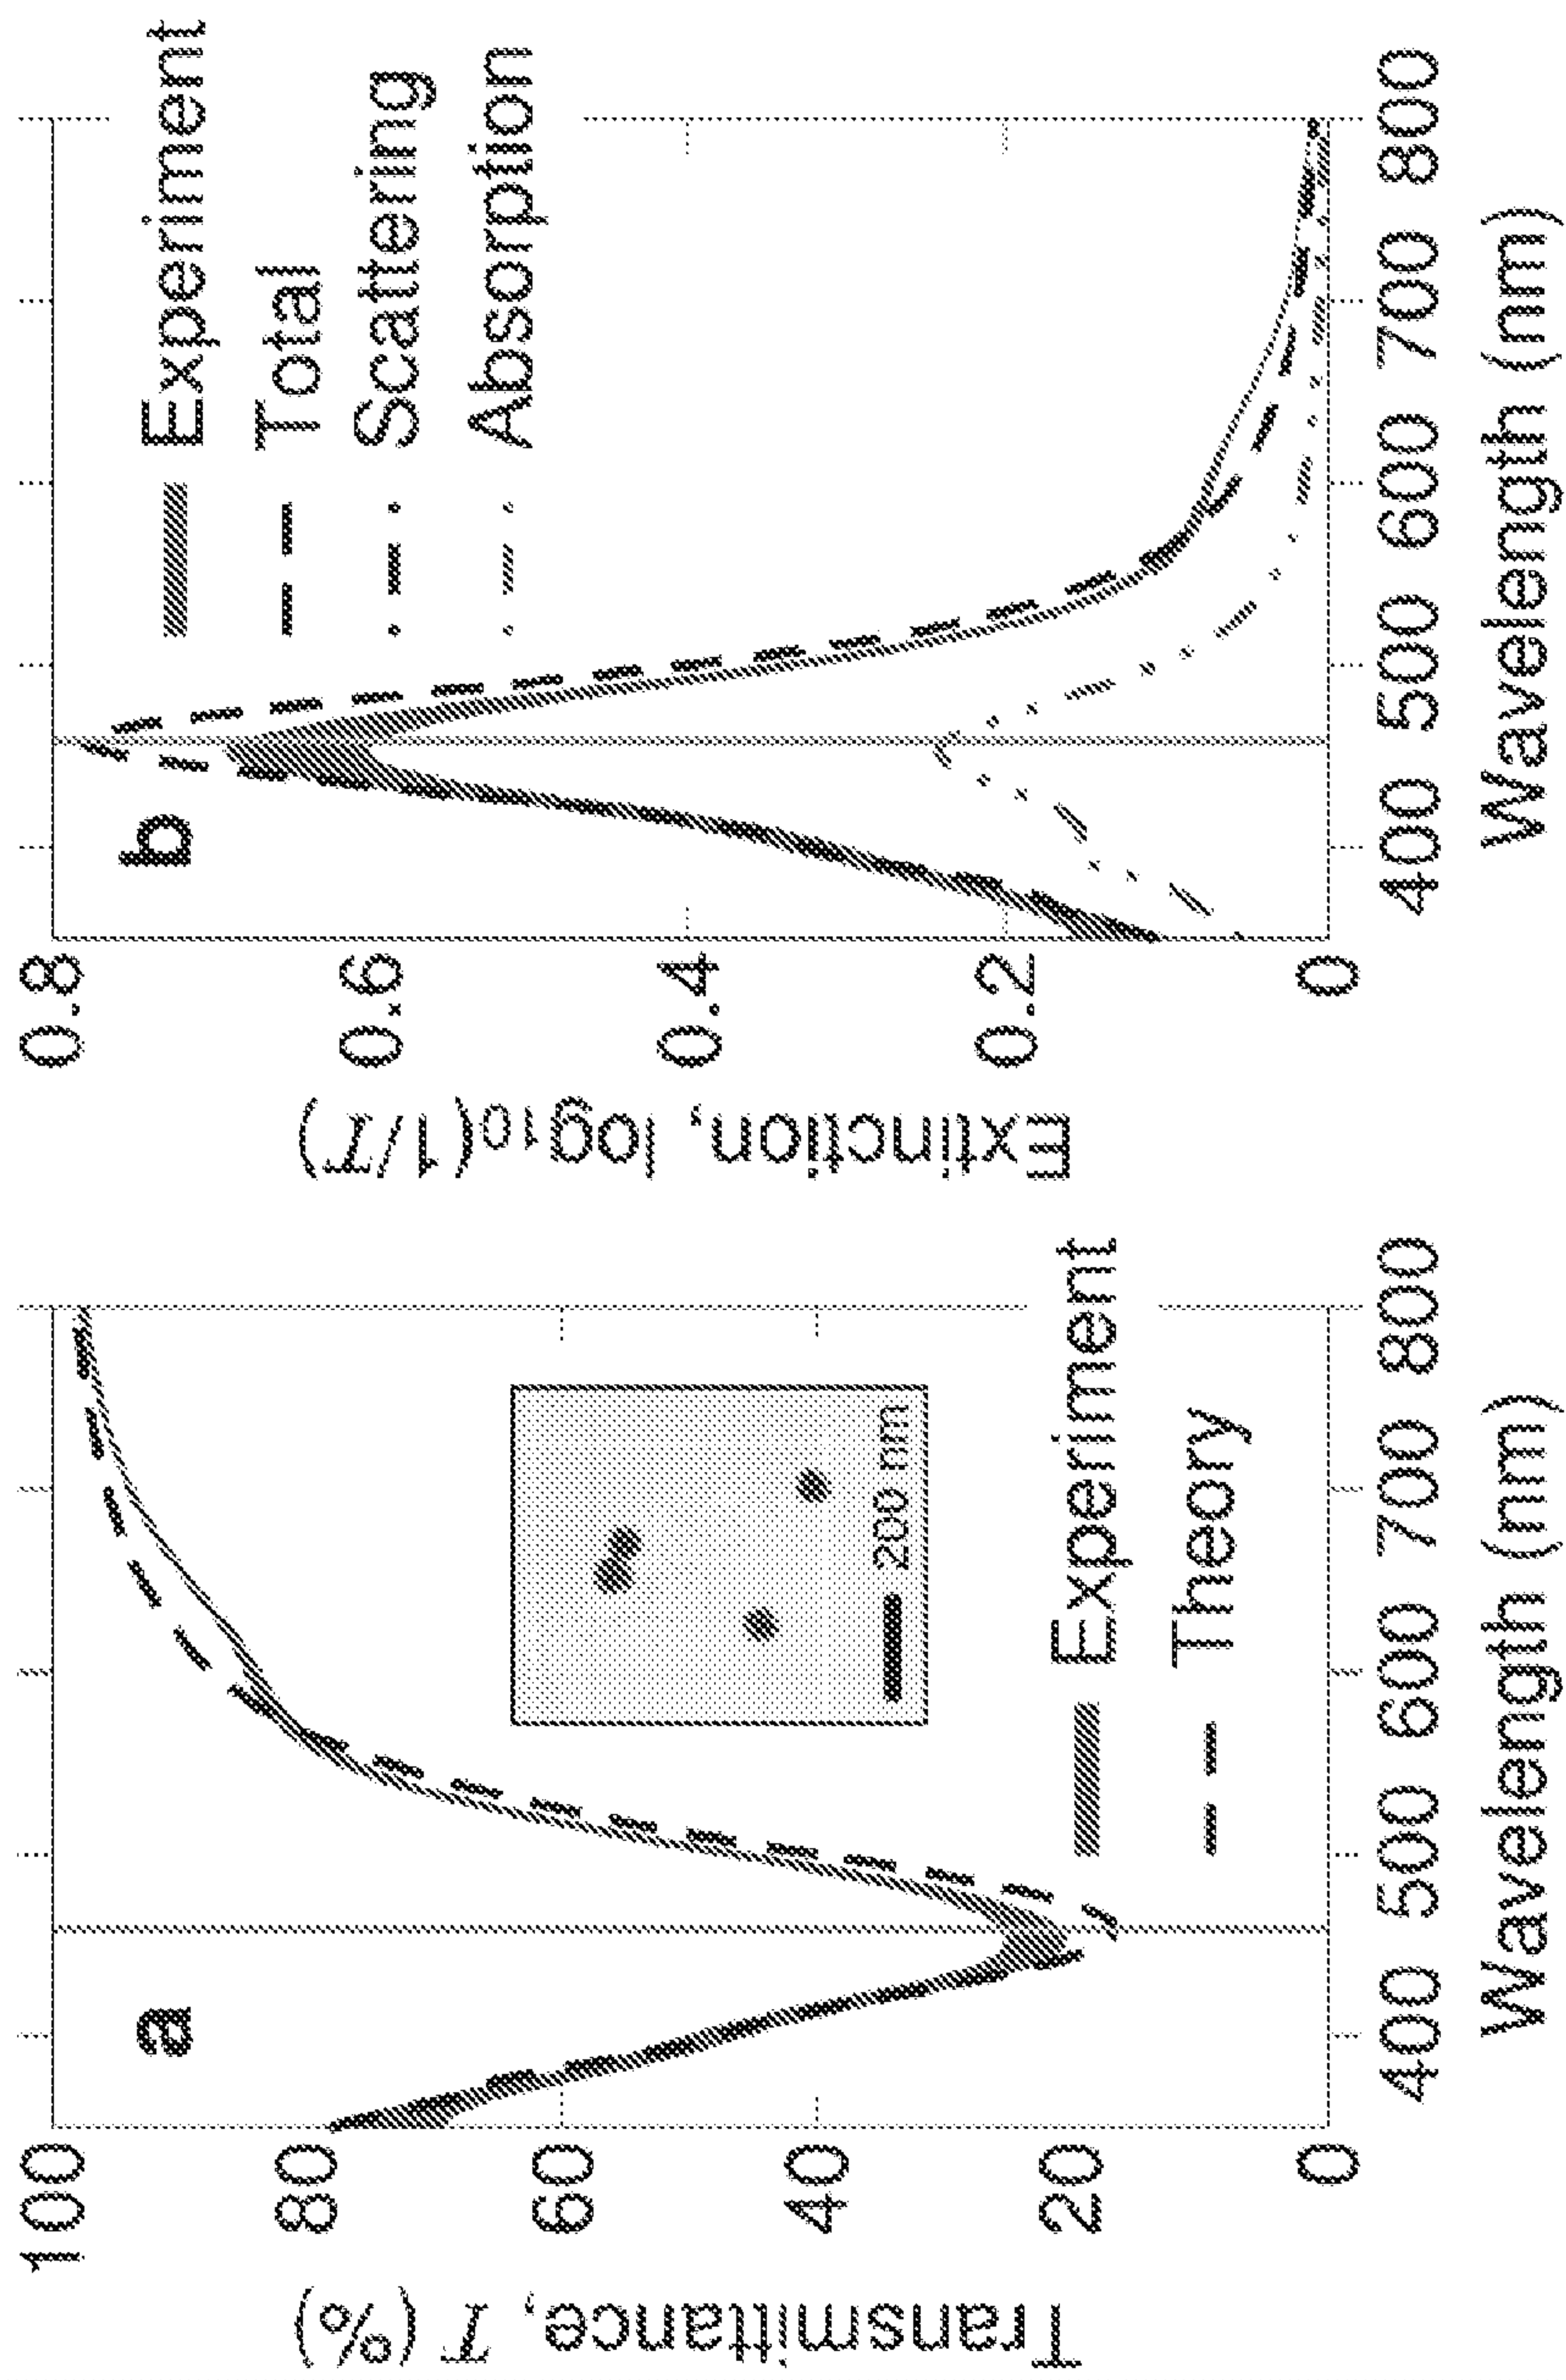 a
100
80
60
40
20
0
Transmittance, T (%)
400 500 600 700 800
Wavelength (nm)
200 nm
Experiment
Theory
b
0.8
0.6
0.4
0.2
0
Extinction, log₁₀(1/T)
400 500 600 700 800
Wavelength (nm)
Experiment
Total
Scattering
Absorption